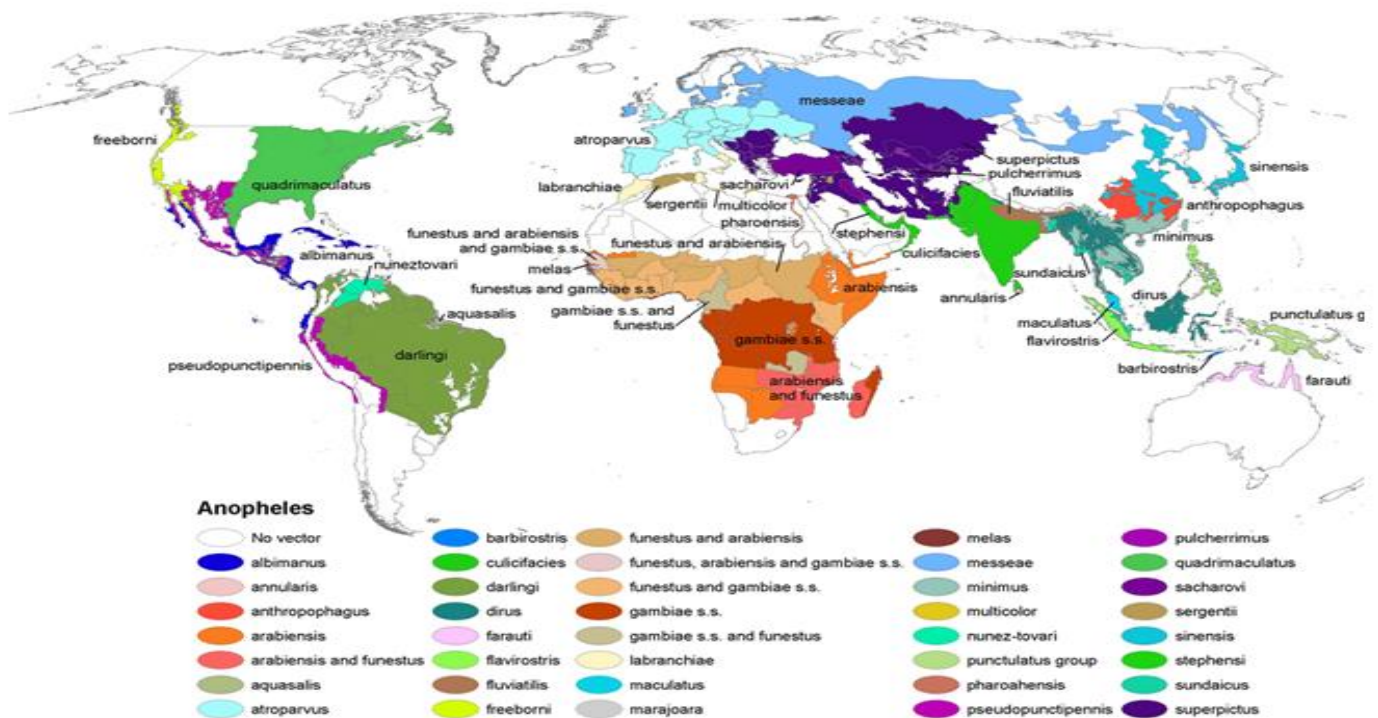 messeae
freeborni
atroparvus
superpictus
pulcherrimus
sinensis
quadrimaculatus
labranchiae
sacharovi
fluviatilis
sergentii
multicolor
anthropophagus
pharoensis
stephensi
minimus
funestus and arabiensis
and gambiae s.s.
funestus and arabiensis
albimanus
nuneztovari
culicifacies
melas
sundaicus
funestus and gambiae s.s.
arabiensis
annularis
dirus
aquasalis
gambiae s.s. and
funestus
maculatus
punctulatus g
gambiae s.s.
flavirostris
darlingi
pseudopunctipennis
barbirostris
arabiensis
and funestus
farauti
Anopheles
No vector
albimanus
annularis
anthropophagus
arabiensis
arabiensis and funestus
aquasalis
atroparvus
barbirostris
culicifacies
darlingi
dirus
farauti
flavirostris
fluviatilis
freeborni
funestus and arabiensis
funestus, arabiensis and gambiae s.s.
funestus and gambiae s.s.
gambiae s.s.
gambiae s.s. and funestus
labranchiae
maculatus
marajoara
melas
messeae
minimus
multicolor
nunez-tovari
punctulatus group
pharoahensis
pseudopunctipennis
pulcherrimus
quadrimaculatus
sacharovi
sergentii
sinensis
stephensi
sundaicus
superpictus